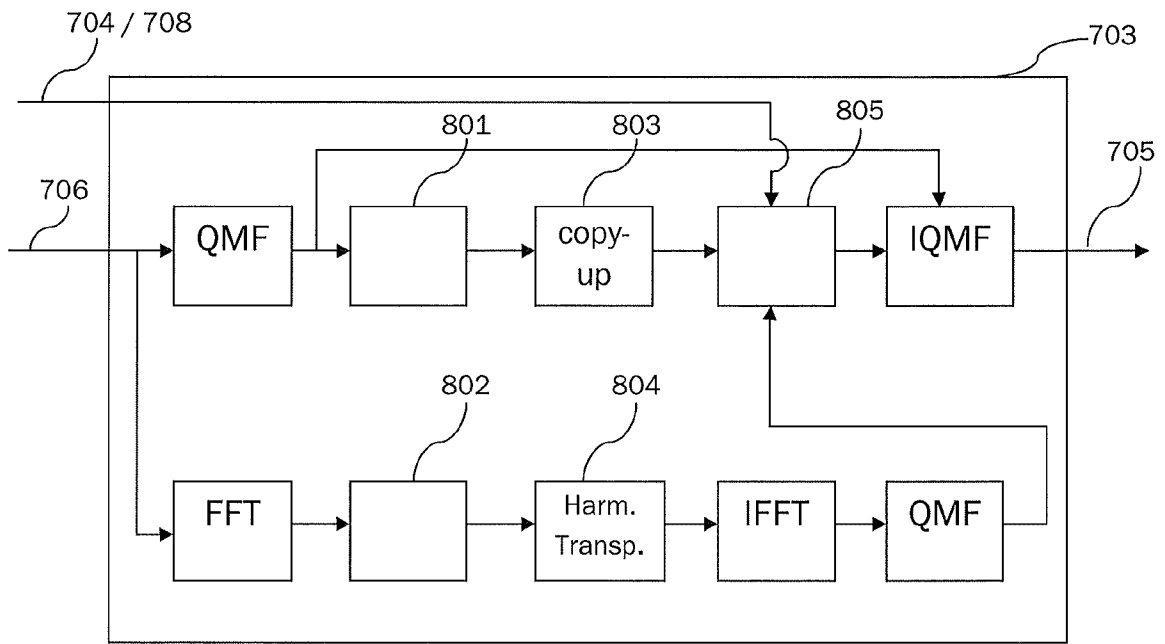 704 / 708
703
801
803
805
705
706
QMF
copy-
up
IQMF
802
804
FFT
Harm.
Transp.
IFFT
QMF